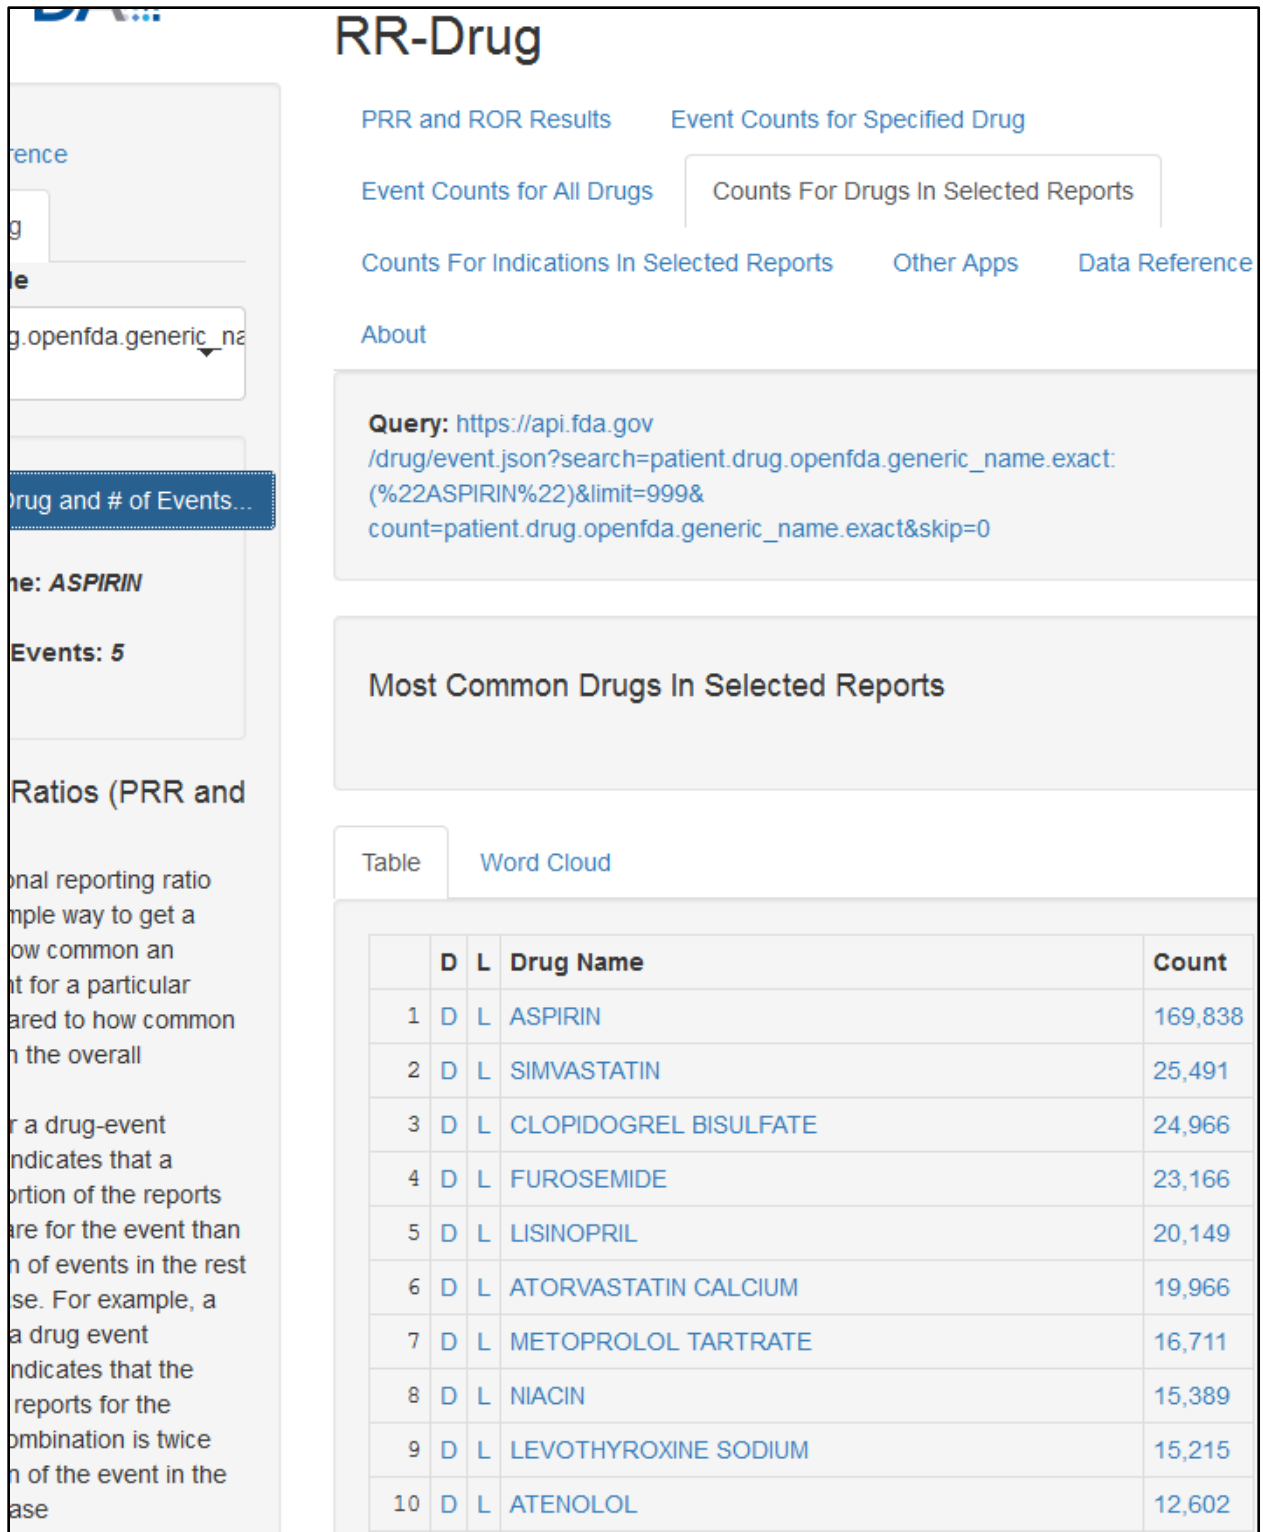 RR-Drug
PRR and ROR Results Event Counts for Specified Drug
Event Counts for All Drugs Counts For Drugs In Selected Reports
Counts For Indications In Selected Reports Other Apps Data Reference
About
Query: https://api.fda.gov
/drug/event.json?search=patient.drug.openfda.generic_name.exact:
(%22ASPIRIN%22)&limit=999&
count=patient.drug.openfda.generic_name.exact&skip=0
Most Common Drugs In Selected Reports
Table Word Cloud
D L Drug Name Count
1 D L ASPIRIN 169,838
2 D L SIMVASTATIN 25,491
3 D L CLOPIDOGREL BISULFATE 24,966
4 D L FUROSEMIDE 23,166
5 D L LISINOPRIL 20,149
6 D L ATORVASTATIN CALCIUM 19,966
7 D L METOPROLOL TARTRATE 16,711
8 D L NIACIN 15,389
9 D L LEVOTHYROXINE SODIUM 15,215
10 D L ATENOLOL 12,602
rence
g
le
g.openfda.generic_na
Drug and # of Events...
ne: ASPIRIN
Events: 5
Ratios (PRR and
onal reporting ratio
mple way to get a
ow common an
nt for a particular
ared to how common
n the overall
r a drug-event
ndicates that a
ortion of the reports
are for the event than
n of events in the rest
se. For example, a
a drug event
ndicates that the
reports for the
ombination is twice
n of the event in the
ase